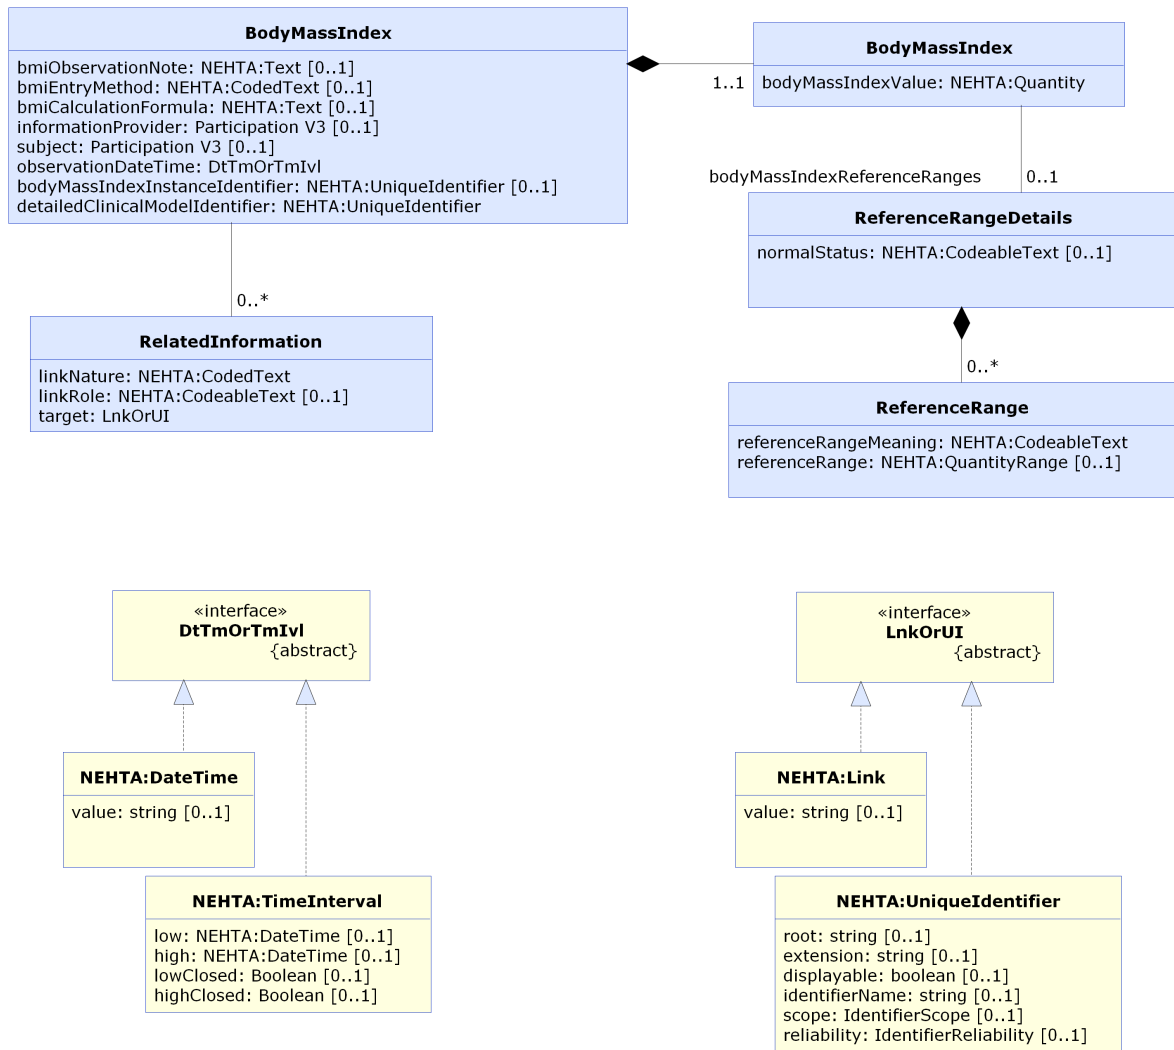 BodyMassIndex
bmiObservationNote: NEHTA:Text [0..1]
bmiEntryMethod: NEHTA:CodedText [0..1]
bmiCalculationFormula: NEHTA:Text [0..1]
informationProvider: Participation V3 [0..1]
subject: Participation V3 [0..1]
observationDateTime: DtTmOrTmIvl
bodyMassIndexInstanceIdentifier: NEHTA:UniqueIdentifier [0..1]
detailedClinicalModelIdentifier: NEHTA:UniqueIdentifier
1..1
BodyMassIndex
bodyMassIndexValue: NEHTA:Quantity
bodyMassIndexReferenceRanges
0..1
ReferenceRangeDetails
normalStatus: NEHTA:CodeableText [0..1]
0..*
RelatedInformation
linkNature: NEHTA:CodedText
linkRole: NEHTA:CodeableText [0..1]
target: LnkOrUI
0..*
ReferenceRange
referenceRangeMeaning: NEHTA:CodeableText
referenceRange: NEHTA:QuantityRange [0..1]
«interface»
DtTmOrTmIvl
{abstract}
«interface»
LnkOrUI
{abstract}
NEHTA:DateTime
value: string [0..1]
NEHTA:Link
value: string [0..1]
NEHTA:TimeInterval
low: NEHTA:DateTime [0..1]
high: NEHTA:DateTime [0..1]
lowClosed: Boolean [0..1]
highClosed: Boolean [0..1]
NEHTA:UniqueIdentifier
root: string [0..1]
extension: string [0..1]
displayable: boolean [0..1]
identifierName: string [0..1]
scope: IdentifierScope [0..1]
reliability: IdentifierReliability [0..1]